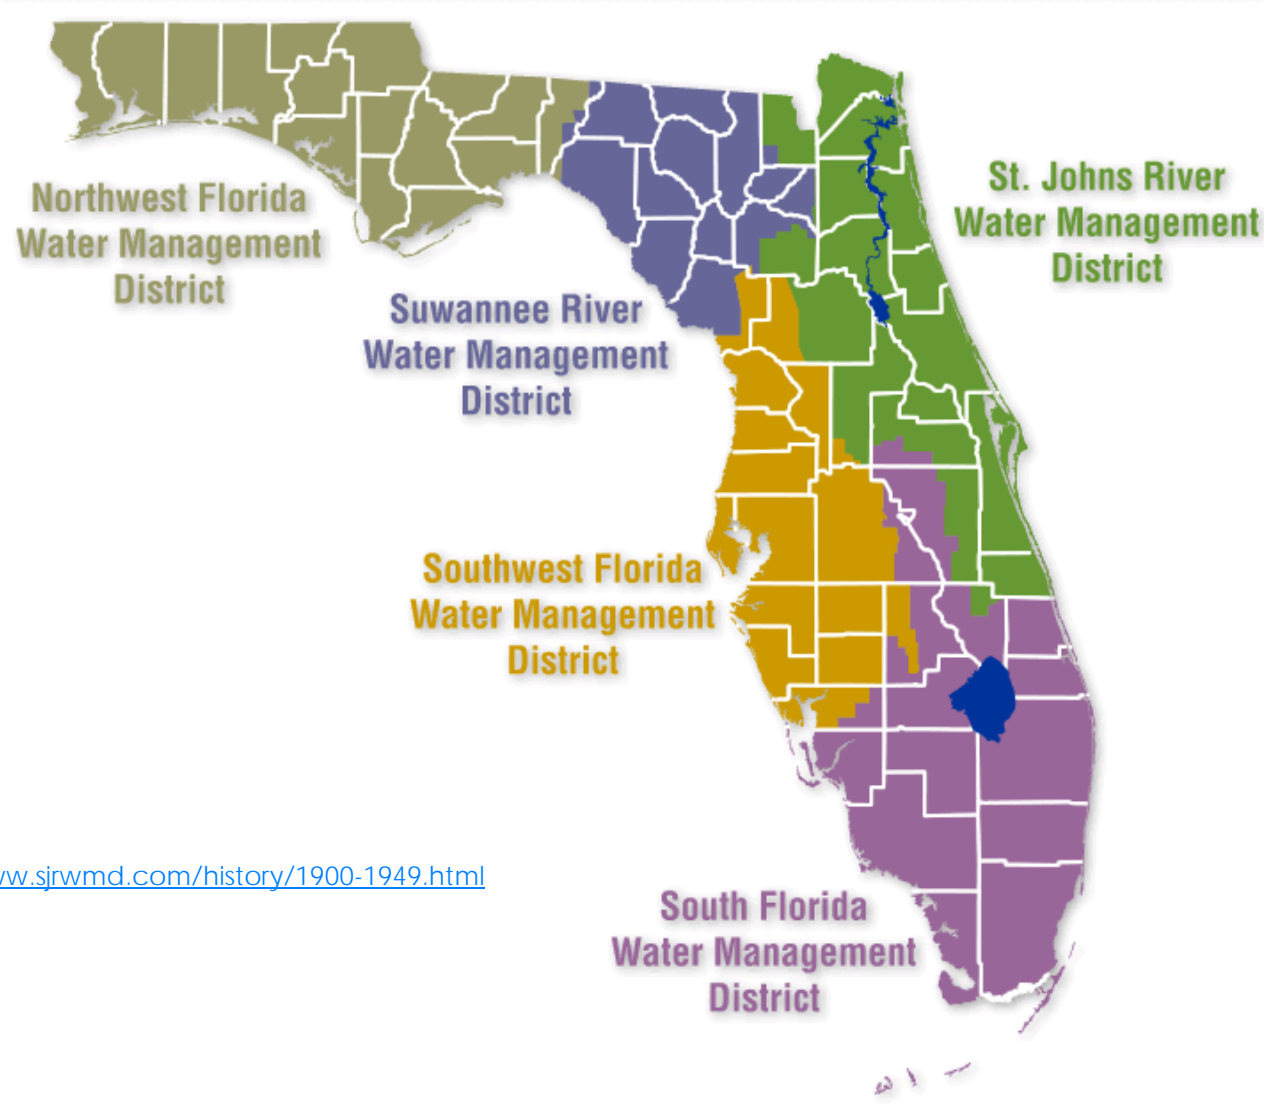 Northwest Florida
Water Management
District
St. Johns River
Water Management
District
Suwannee River
Water Management
District
Southwest Florida
Water Management
District
ww.sjrwmd.com/history/1900-1949.html
South Florida
Water Management
District